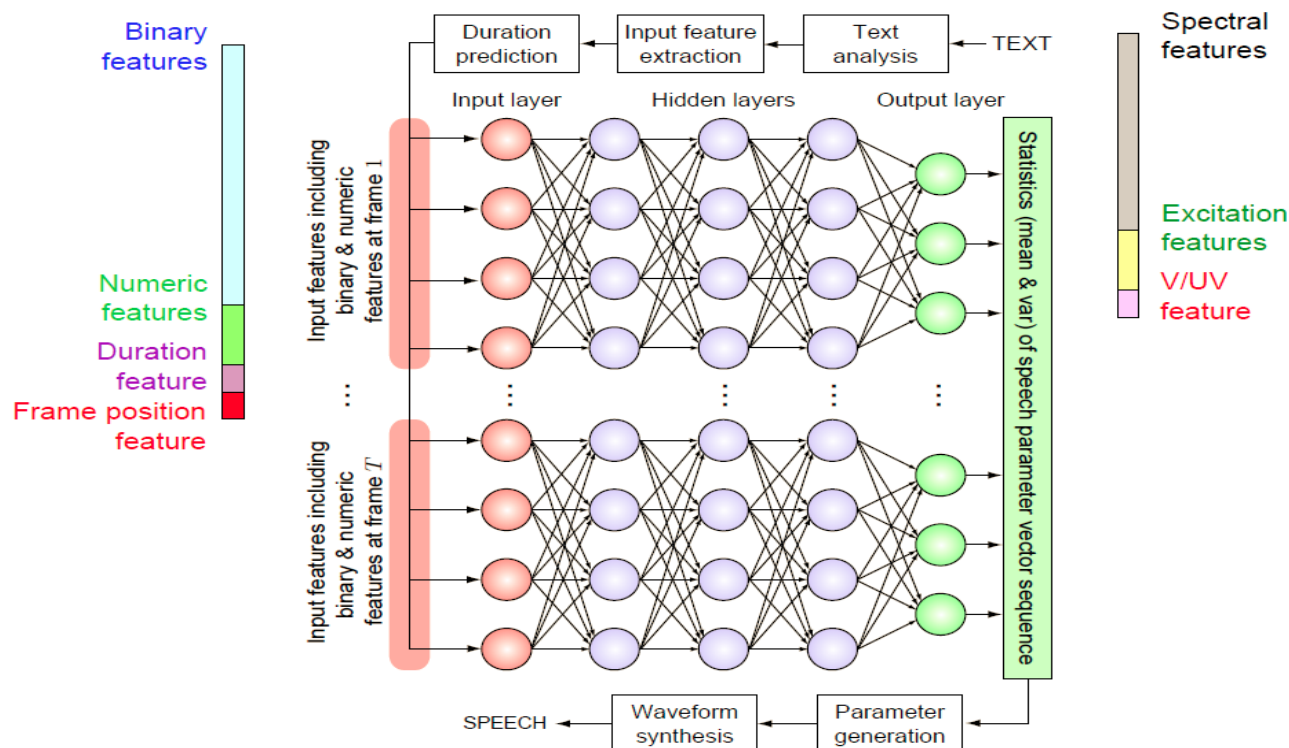 Binary
features
Numeric
features
Duration
feature
Frame position
feature
Duration
prediction
Input feature
extraction
Text
analysis
TEXT
Input layer
Hidden layers
Output layer
Input features including
binary & numeric
features at frame 1
...
...
...
...
...
Input features including
binary & numeric
features at frame T
Statistics (mean & var) of speech parameter vector sequence
SPEECH
Waveform
synthesis
Parameter
generation
Spectral
features
Excitation
features
V/UV
feature